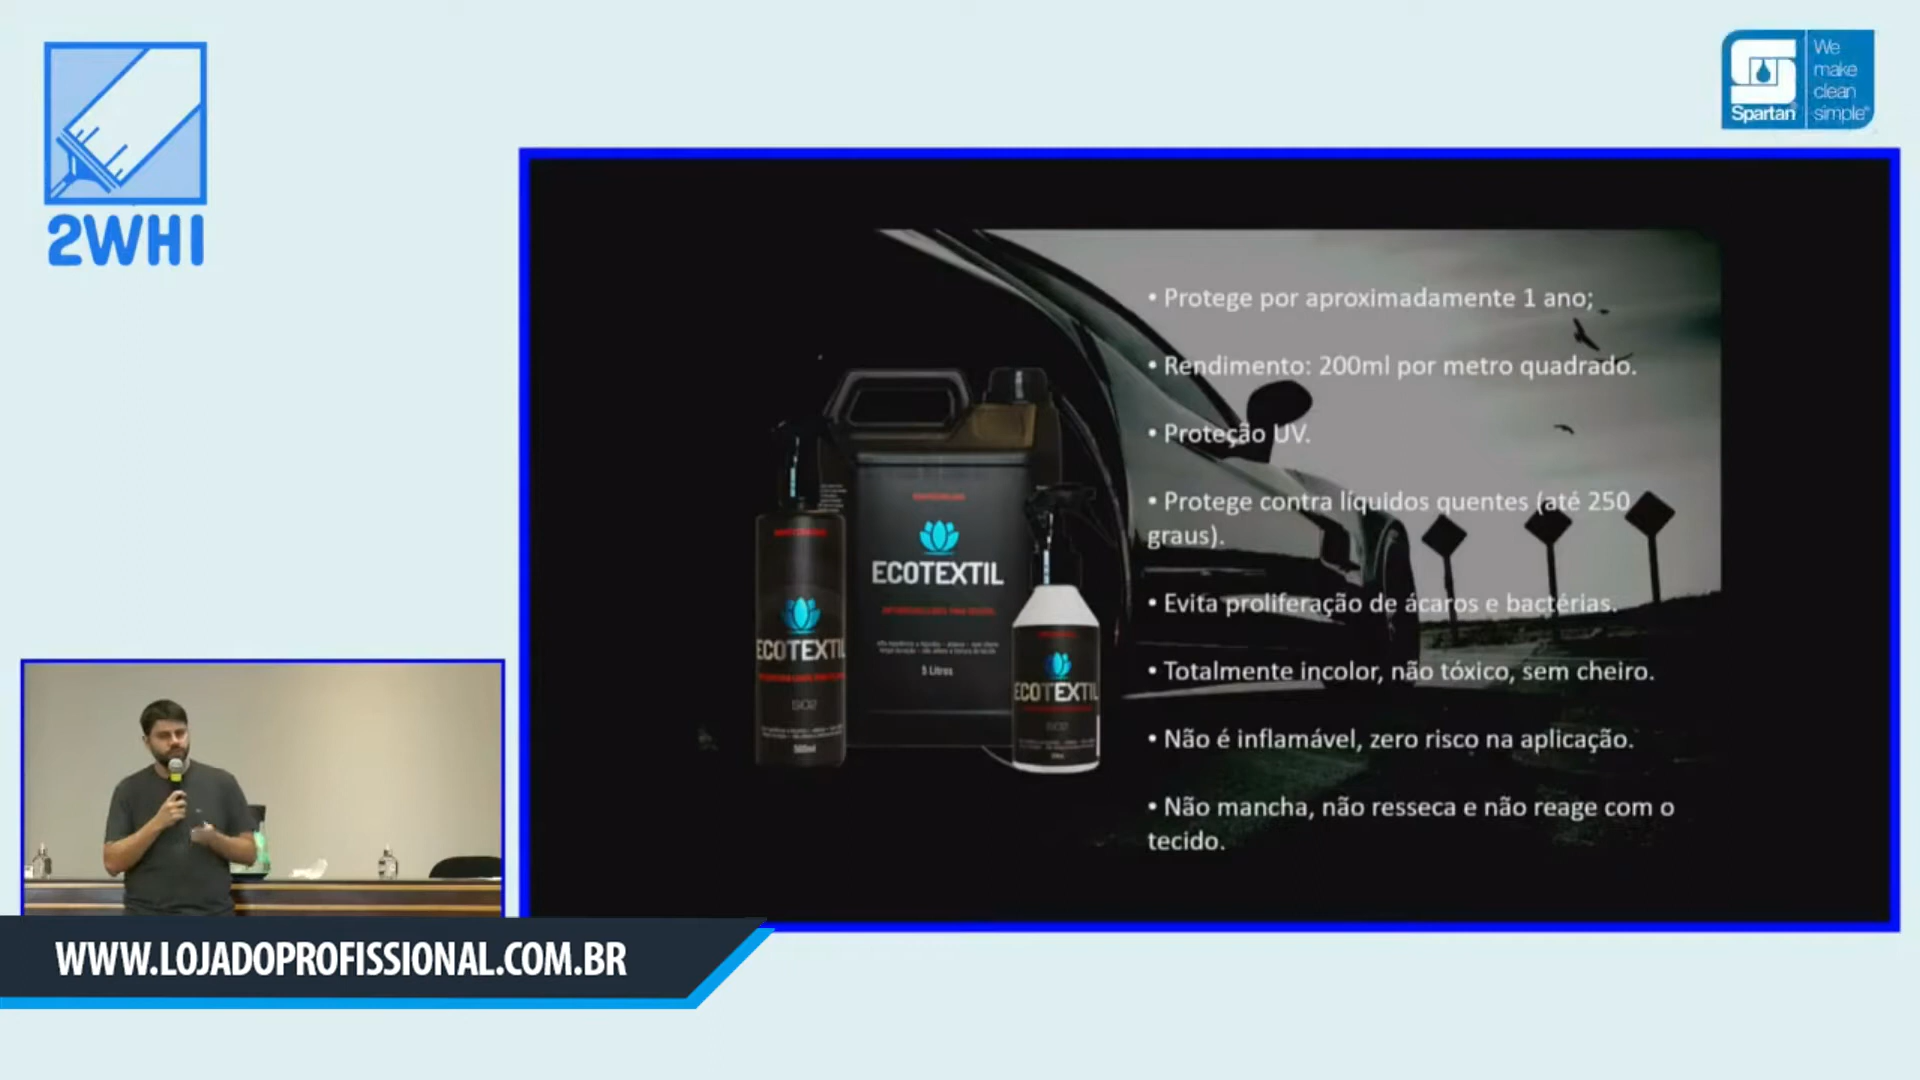 2WHI
We
make
clean
simple®
Spartan®
• Protege por aproximadamente 1 ano;
• Rendimento: 200ml por metro quadrado.
• Proteção UV.
• Protege contra líquidos quentes (até 250
graus).
• Evita proliferação de ácaros e bactérias.
• Totalmente incolor, não tóxico, sem cheiro.
• Não é inflamável, zero risco na aplicação.
• Não mancha, não resseca e não reage com o
tecido.
ECOTEXTIL
5 Litros
ECOTEXTIL
500ml
ECOTEXTIL
WWW.LOJADOPROFISSIONAL.COM.BR